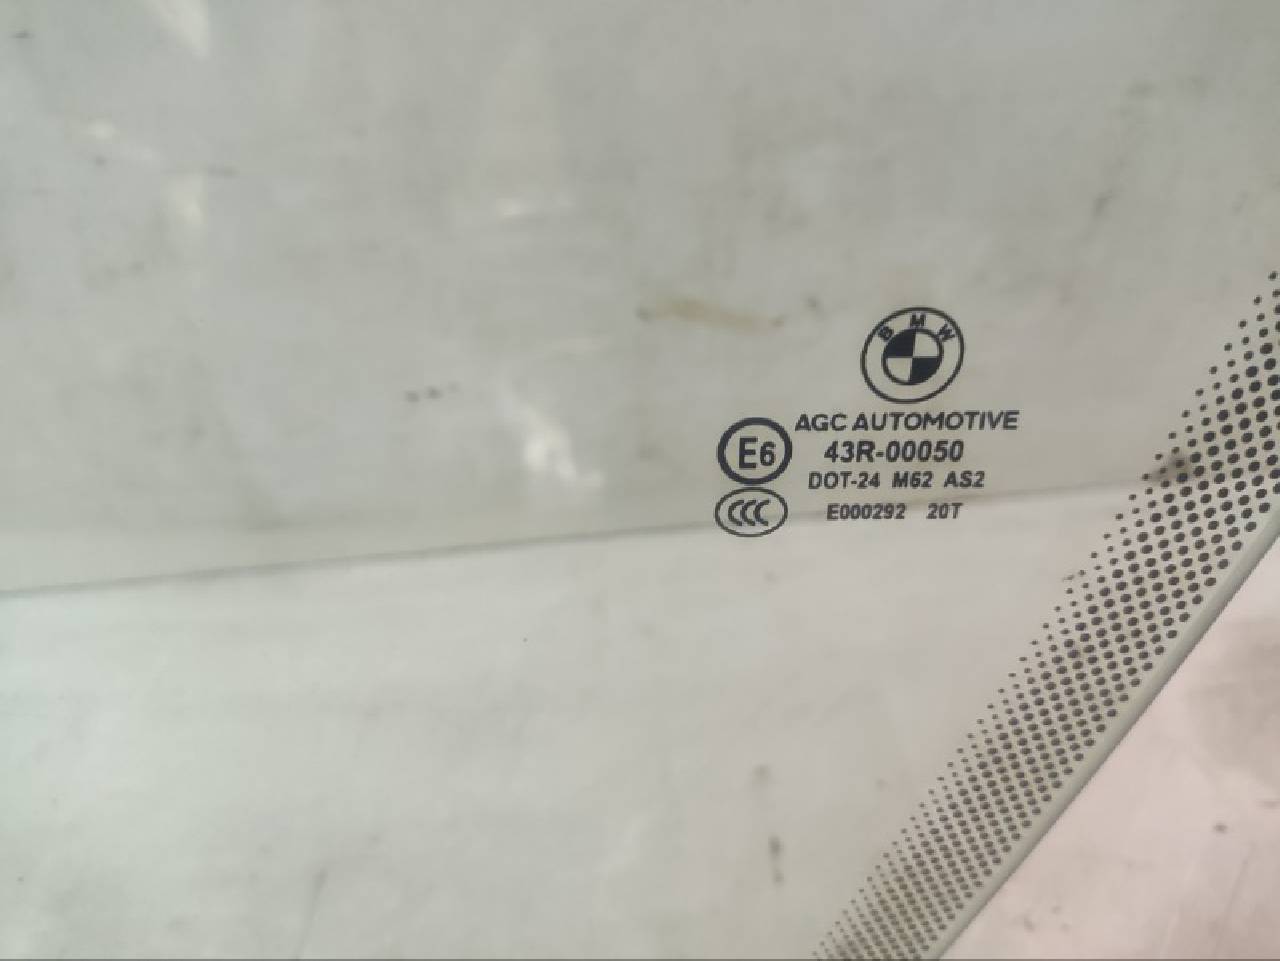 BMW
AGC AUTOMOTIVE
E6
43R-00050
DOT-24 M62 AS2
CCC
E000292 20T